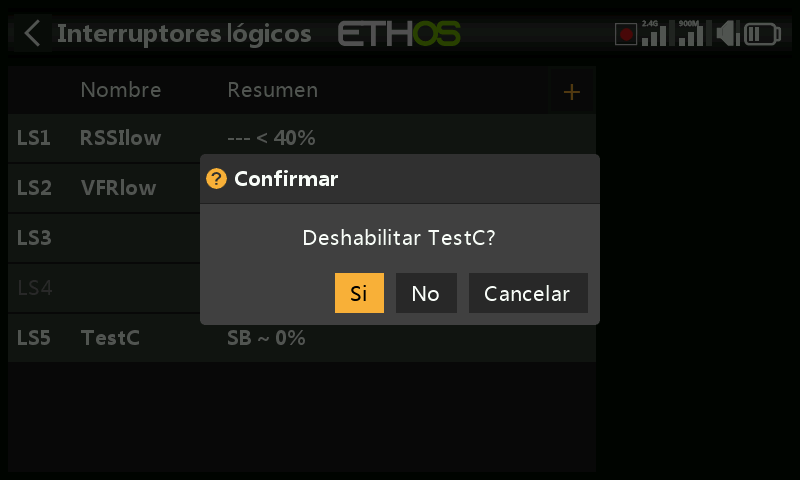 Interruptores lógicos ETHOS 2.4G 900M
Nombre Resumen +
LS1 RSSIlow --- < 40%
LS2 VFRlow
? Confirmar
LS3
Deshabilitar TestC?
LS4
Si No Cancelar
LS5 TestC SB ~ 0%